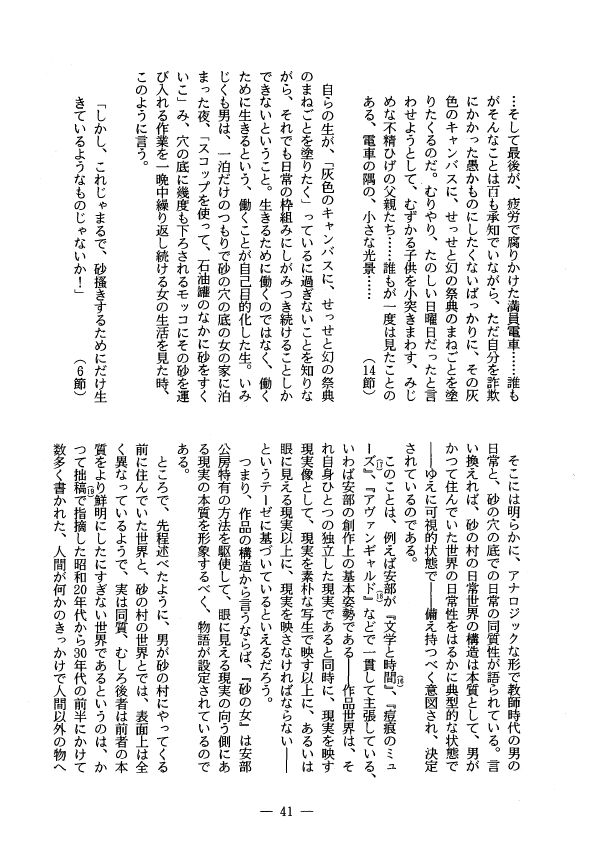 …そして最後が、疲労で腐りかけた満員電車……誰も
がそんなことは百も承知でいながら、ただ自分を詐欺
にかかった愚かものにしたくないばっかりに、その灰
色のキャンバスに、せっせと幻の祭典のまねごとを塗
りたくるのだ。むりやり、たのしい日曜日だったと言
わせようとして、むずかる子供を小突きまわす、みじ
めな不精ひげの父親たち……誰もが一度は見たことの
ある、電車の隅の、小さな光景……
(14節)
自らの生が、「灰色のキャンバスに、せっせと幻の祭典
のまねごとを塗りたく」っているに過ぎないことを知りな
がら、それでも日常の枠組みにしがみつき続けることしか
できないということ。生きるために働くのではなく、働く
ために生きるという、働くことが自己目的化した生。いみ
じくも男は、一泊だけのつもりで砂の穴の底の女の家に泊
まった夜、「スコップを使って、石油罐のなかに砂をすく
いこ」み、穴の底に幾度も下ろされるモッコにその砂を運
び入れる作業を一晩中繰り返し続ける女の生活を見た時、
このように言う。
「しかし、これじゃまるで、砂掻きするためにだけ生
きているようなものじゃないか!」
(6節)
そこには明らかに、アナロジックな形で教師時代の男の
日常と、砂の穴の底での日常の同質性が語られている。言
い換えれば、砂の村の日常世界の構造は本質として、男が
かつて住んでいた世界の日常性をはるかに典型的な状態で
――ゆえに可視的状態で――備え持つべく意図され、決定
されているのである。
このことは、例えば安部が『文学と時間』(16)、『痕痕のミュ
ーズ』(17)、『アヴァンギャルド』(18)などで一貫して主張している、
いわば安部の創作上の基本姿勢である――作品世界は、そ
れ自身ひとつの独立した現実であると同時に、現実を映す
現実像として、現実を素朴な写生で映す以上に、あるいは
眼に見える現実以上に、現実を映さなければならない――
というテーゼに基づいているといえるだろう。
つまり、作品の構造から言うならば、『砂の女』は安部
公房特有の方法を駆使して、眼に見える現実の向う側にあ
る現実の本質を形象するべく、物語が設定されているので
ある。
ところで、先程述べたように、男が砂の村にやってくる
前に住んでいた世界と、砂の村の世界とでは、表面上は全
く異なっているようで、実は同質、むしろ後者は前者の本
質をより鮮明にしたにすぎない世界であるというのは、か
つて拙稿(19)で指摘した昭和20年代から30年代の前半にかけて
数多く書かれた、人間が何かのきっかけで人間以外の物へ
― 41 ―